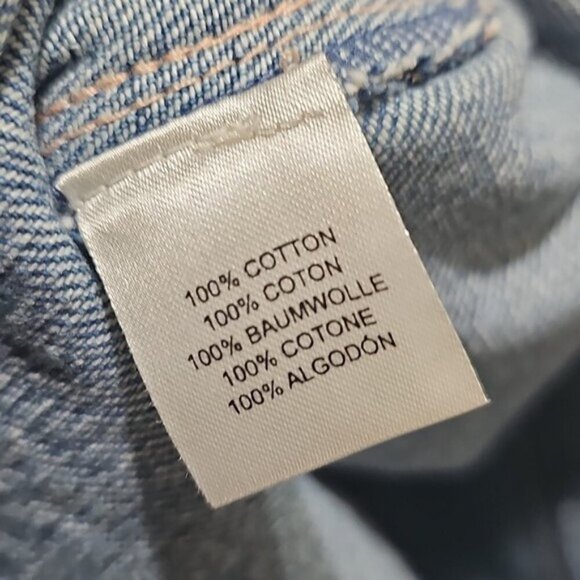 100% COTTON
100% COTON
100% BAUMWOLLE
100% COTONE
100% ALGODÓN